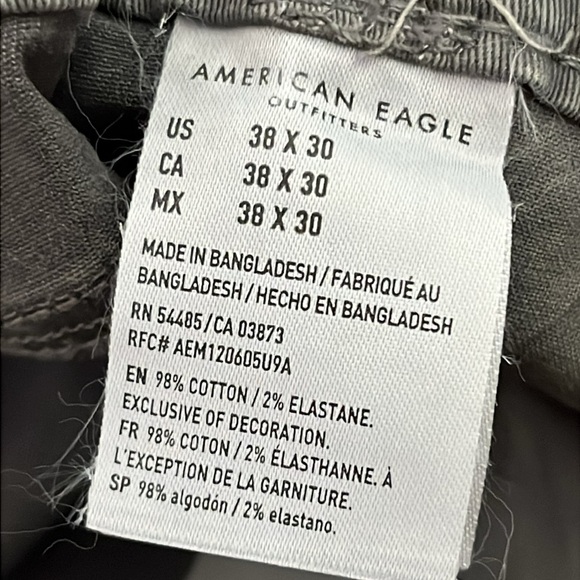 AMERICAN EAGLE
OUTFITTERS
US 38 X 30
CA 38 X 30
MX 38 X 30
MADE IN BANGLADESH / FABRIQUÉ AU
BANGLADESH / HECHO EN BANGLADESH
RN 54485 / CA 03873
RFC# AEM120605U9A
EN 98% COTTON / 2% ELASTANE.
EXCLUSIVE OF DECORATION.
FR 98% COTON / 2% ÉLASTHANNE. À
L'EXCEPTION DE LA GARNITURE.
SP 98% algodón / 2% elastano.